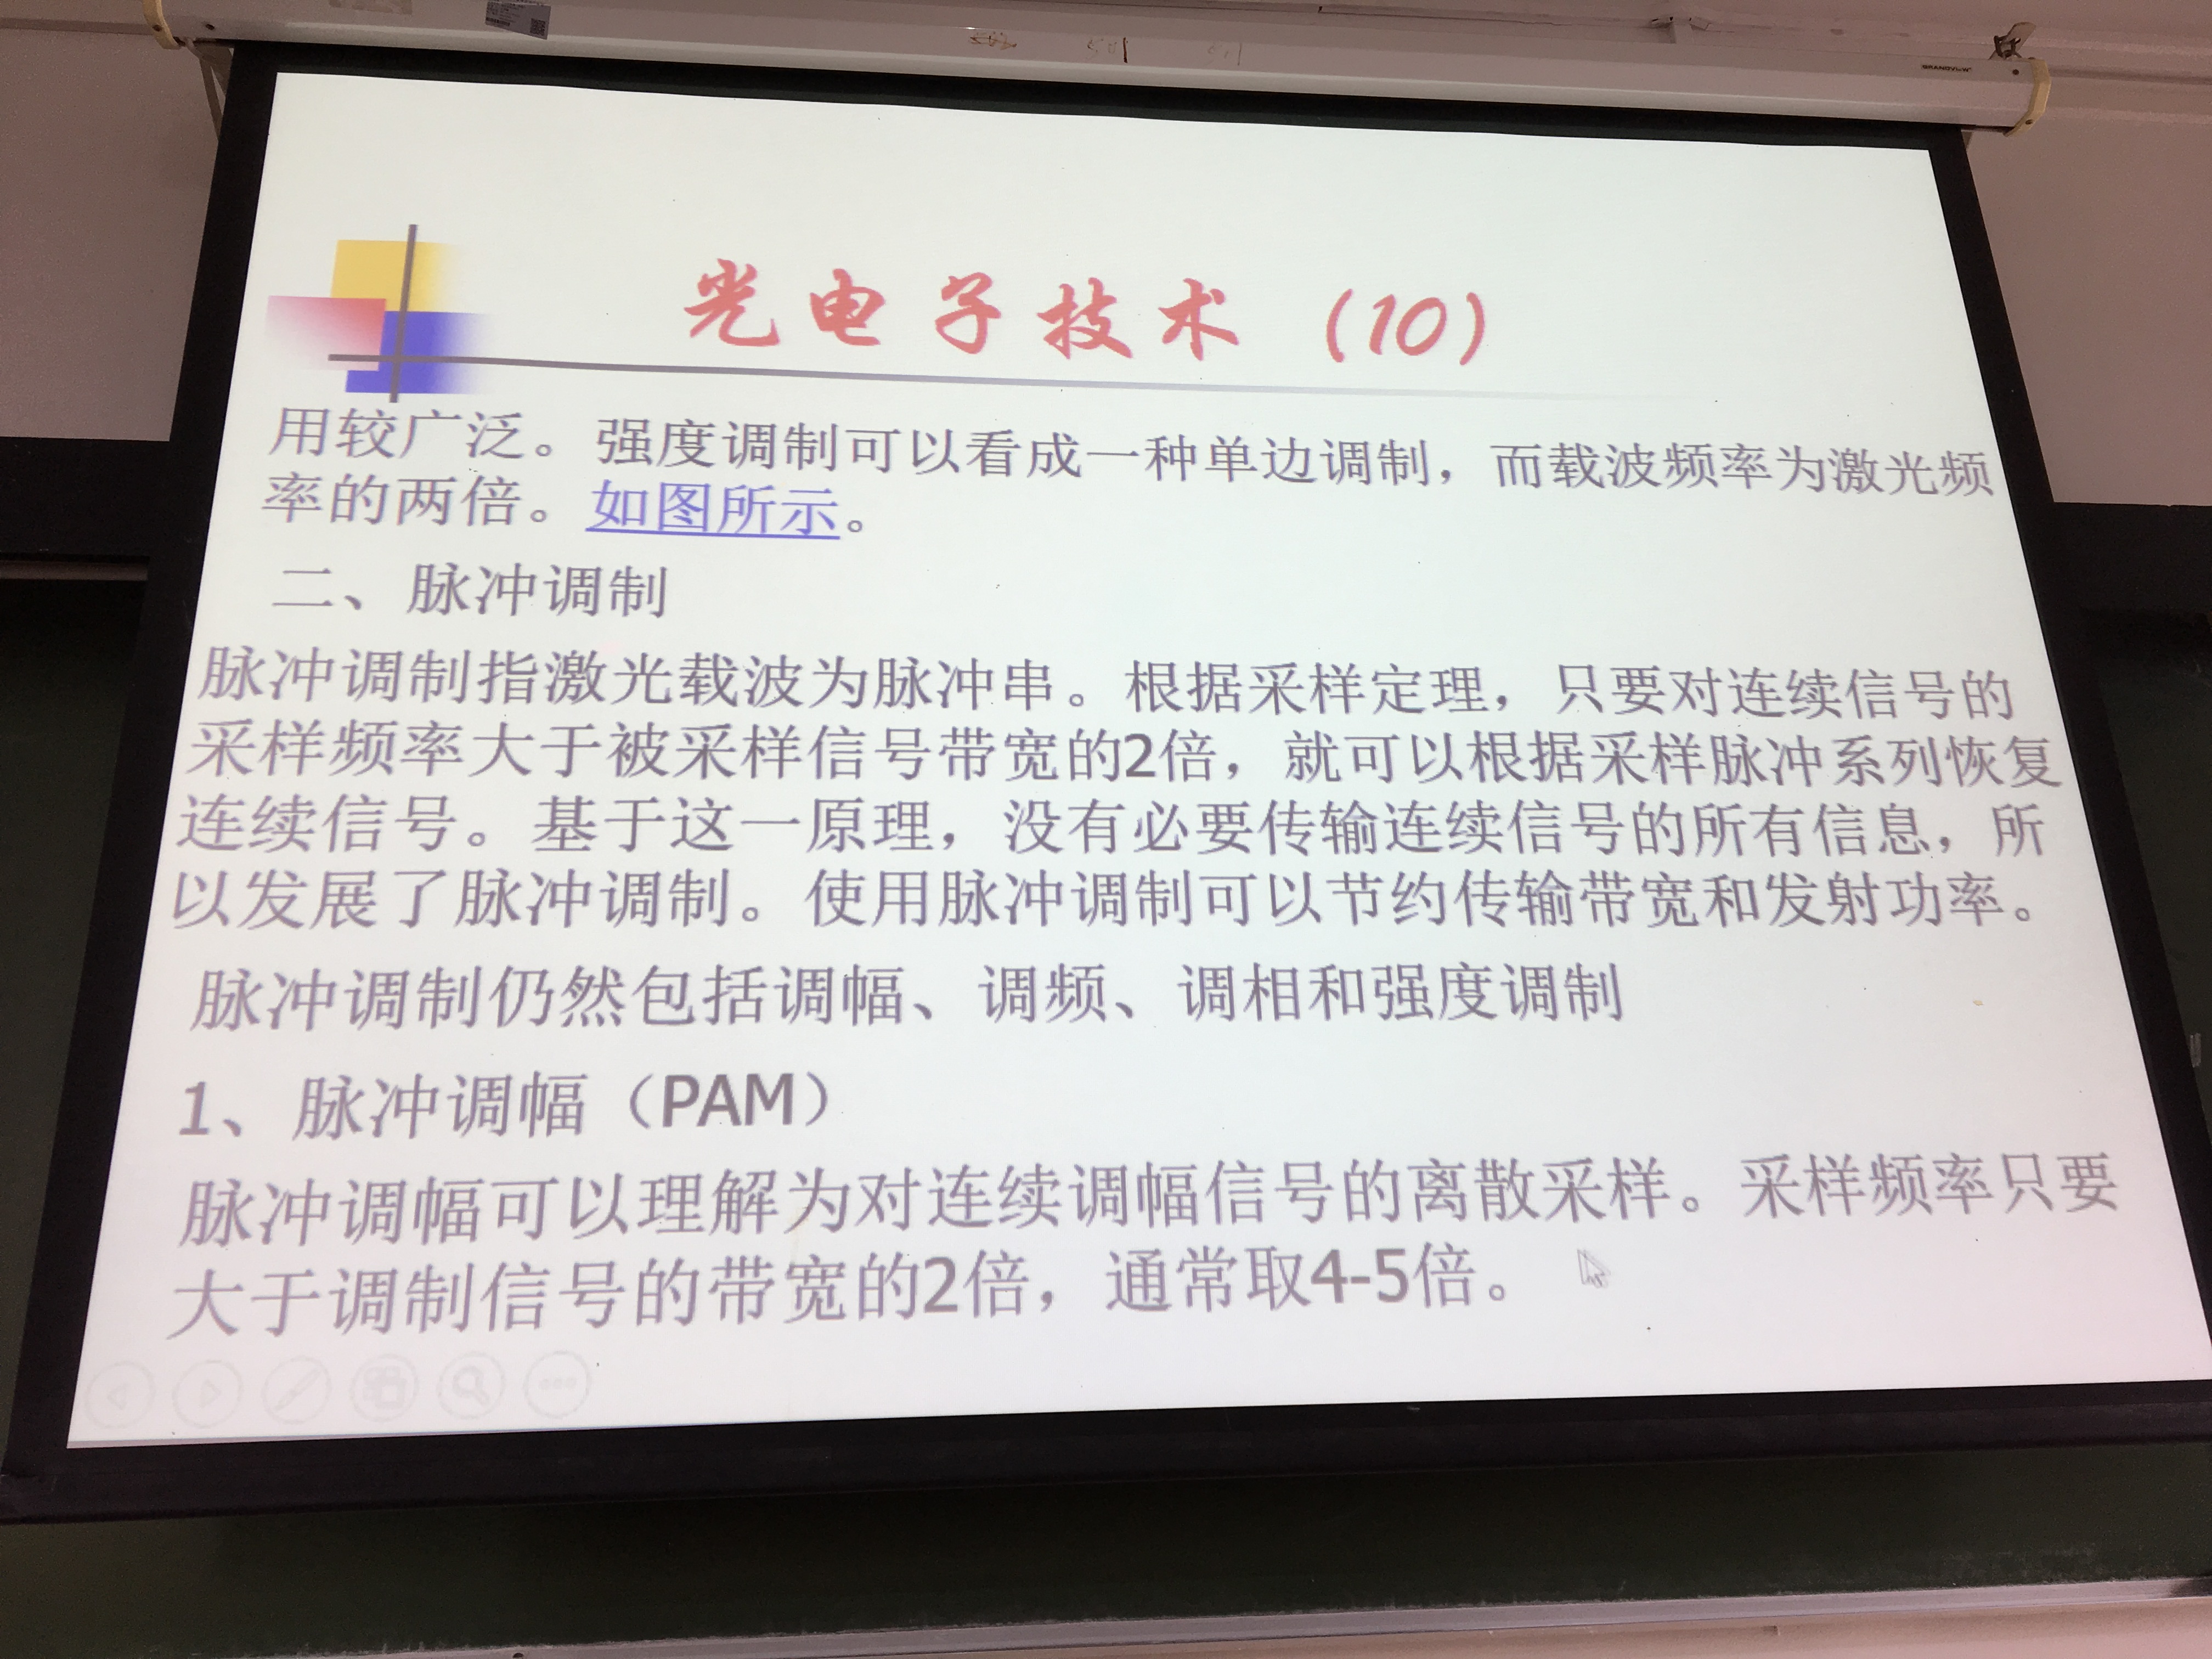 GRANDVIEW
光电子技术（10）
用较广泛。强度调制可以看成一种单边调制，而载波频率为激光频
率的两倍。如图所示。
二、脉冲调制
脉冲调制指激光载波为脉冲串。根据采样定理，只要对连续信号的
采样频率大于被采样信号带宽的2倍，就可以根据采样脉冲系列恢复
连续信号。基于这一原理，没有必要传输连续信号的所有信息，所
以发展了脉冲调制。使用脉冲调制可以节约传输带宽和发射功率。
脉冲调制仍然包括调幅、调频、调相和强度调制
1、脉冲调幅（PAM）
脉冲调幅可以理解为对连续调幅信号的离散采样。采样频率只要
大于调制信号的带宽的2倍，通常取4-5倍。